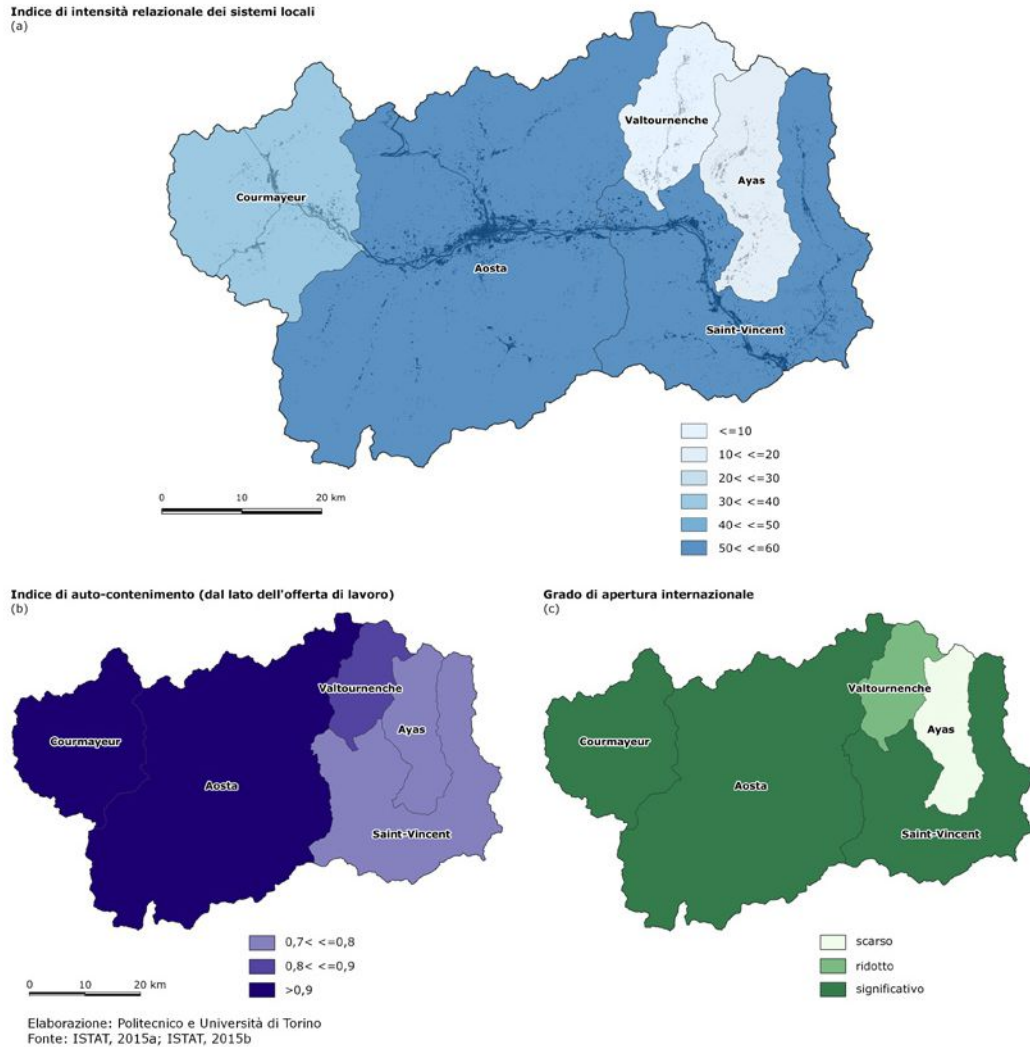 Indice di intensità relazionale dei sistemi locali
(a)
Valtournenche
Ayas
Courmayeur
Aosta
Saint-Vincent
<=10
10< <=20
20< <=30
30< <=40
40< <=50
50< <=60
0 10 20 km
Indice di auto-contenimento (dal lato dell'offerta di lavoro)
(b)
Valtournenche
Ayas
Courmayeur
Aosta
Saint-Vincent
0,7< <=0,8
0,8< <=0,9
>0,9
0 10 20 km
Grado di apertura internazionale
(c)
Valtournenche
Ayas
Courmayeur
Aosta
Saint-Vincent
scarso
ridotto
significativo
Elaborazione: Politecnico e Università di Torino
Fonte: ISTAT, 2015a; ISTAT, 2015b